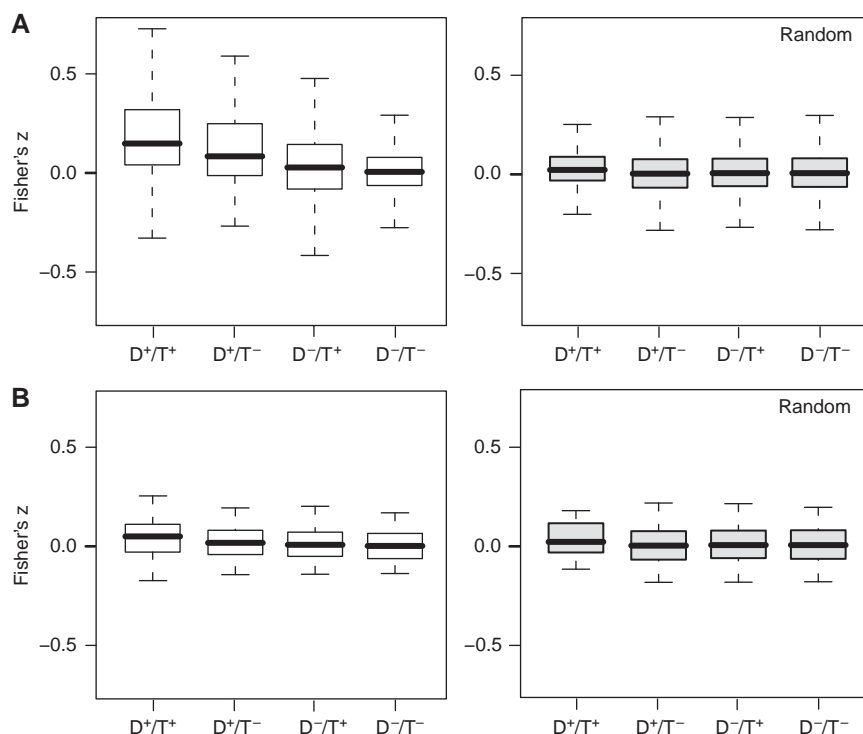 A
Random
Fisher's z
0.5
0.0
−0.5
0.5
0.0
−0.5
D⁺/T⁺ D⁺/T⁻ D⁻/T⁺ D⁻/T⁻
D⁺/T⁺ D⁺/T⁻ D⁻/T⁺ D⁻/T⁻
B
Random
Fisher's z
0.5
0.0
−0.5
0.5
0.0
−0.5
D⁺/T⁺ D⁺/T⁻ D⁻/T⁺ D⁻/T⁻
D⁺/T⁺ D⁺/T⁻ D⁻/T⁺ D⁻/T⁻